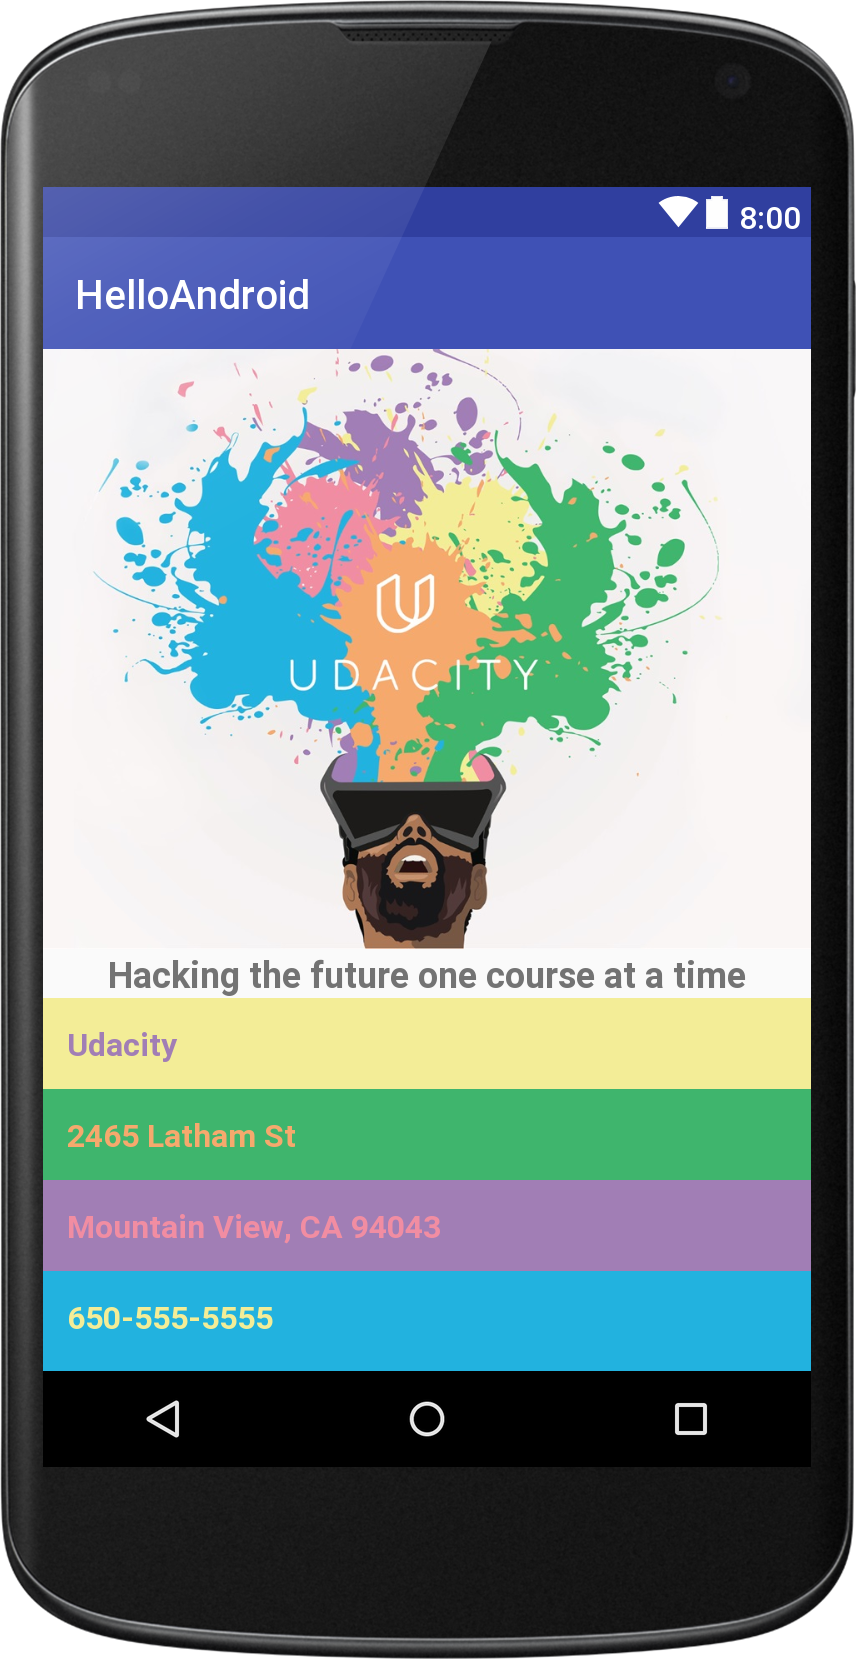 8:00
HelloAndroid
UDACITY
Hacking the future one course at a time
Udacity
2465 Latham St
Mountain View, CA 94043
650-555-5555